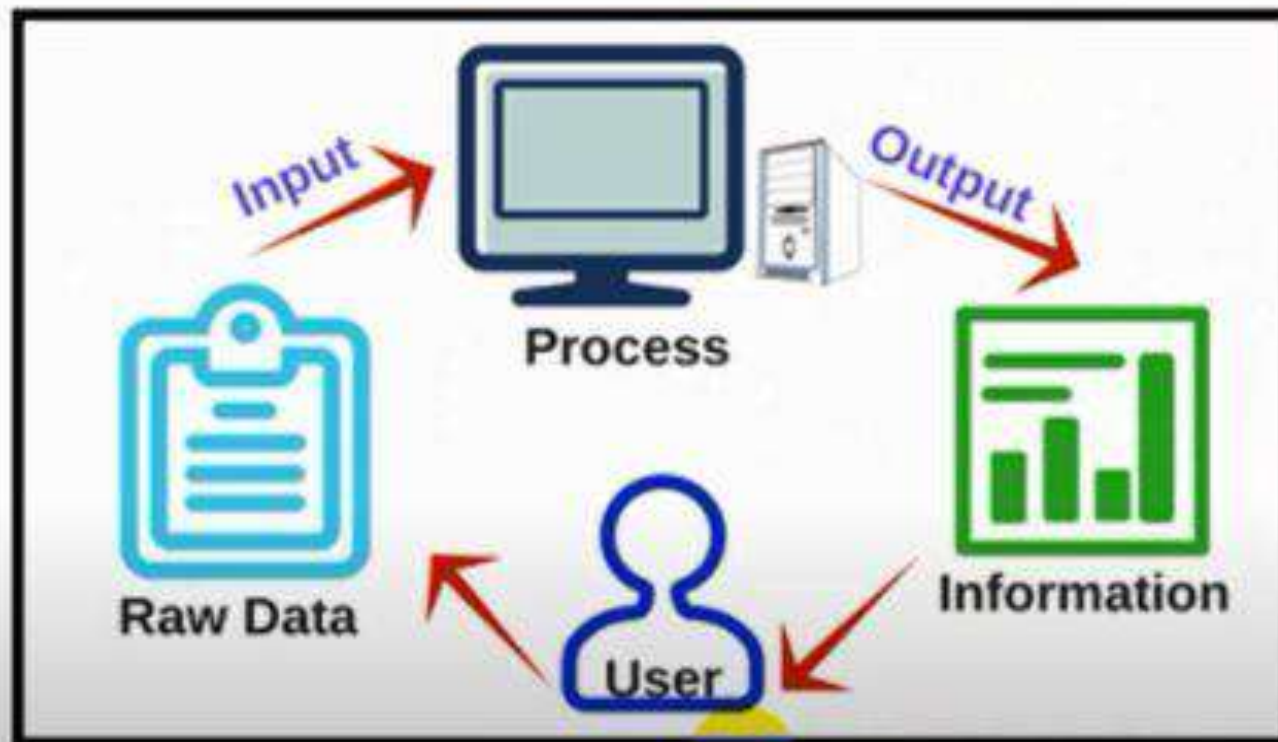 Input
Output
Process
Raw Data
Information
User